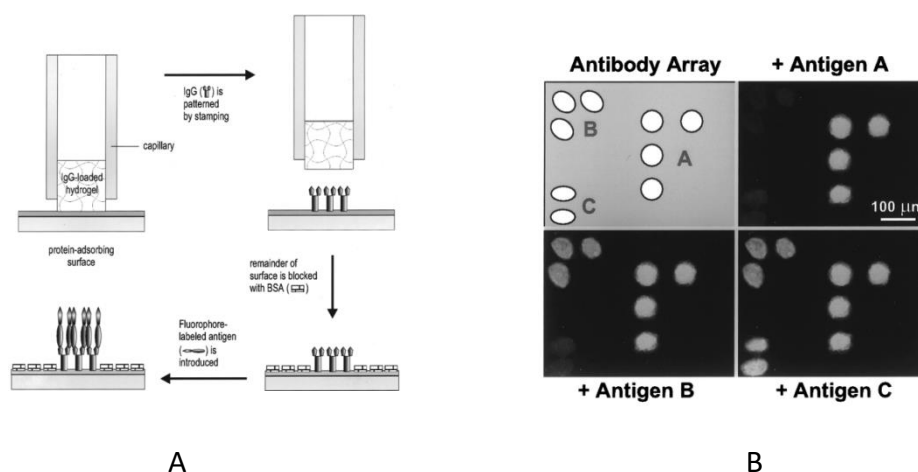 IgG ( ) is
patterned
by stamping
capillary
IgG-loaded
hydrogel
protein-adsorbing
surface
remainder of
surface is blocked
with BSA ( )
Fluorophore-
labeled antigen
( ) is
introduced
A
Antibody Array
+ Antigen A
B
A
C
100 μm
+ Antigen B
+ Antigen C
B